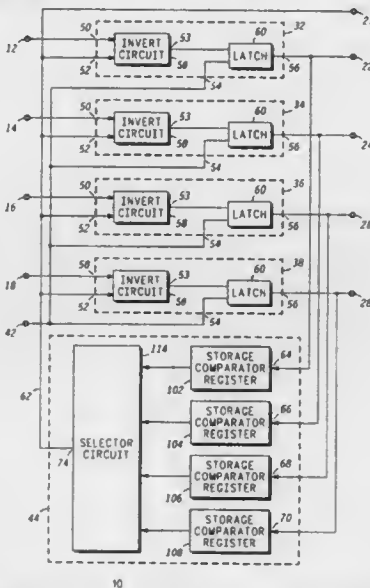 50
INVERT
CIRCUIT
53
60
LATCH
32
12
52
58
56
54
22
50
INVERT
CIRCUIT
53
60
LATCH
34
14
52
58
56
54
24
50
INVERT
CIRCUIT
53
60
LATCH
36
16
52
58
56
54
58
INVERT
CIRCUIT
53
60
LATCH
38
18
52
58
56
54
28
42
114
STORAGE
COMPARATOR
REGISTER
64
102
62
STORAGE
COMPARATOR
REGISTER
66
104
SELECTOR
CIRCUIT
74
STORAGE
COMPARATOR
REGISTER
68
106
44
STORAGE
COMPARATOR
REGISTER
70
108
10